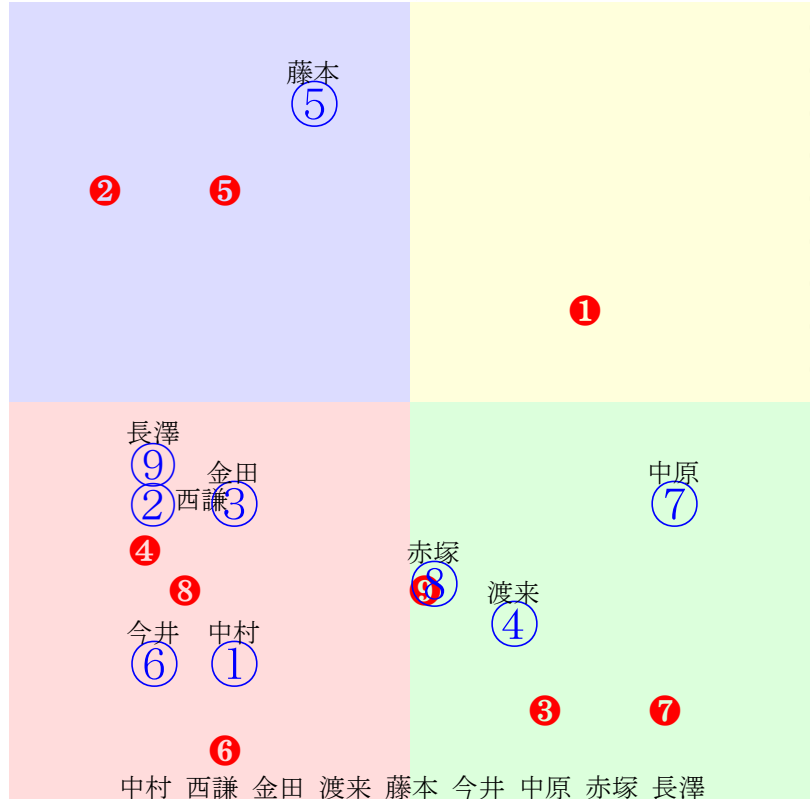 藤本
⑤
❷ ❺
❶
長澤
⑨ 金田 中原
② 西謙 ③ ⑦
❹ 赤塚
❽ ❾ ⑧ 渡来
④
今井 中村
⑥ ①
❸ ❼
❻
中村 西謙 金田 渡来 藤本 今井 中原 赤塚 長澤